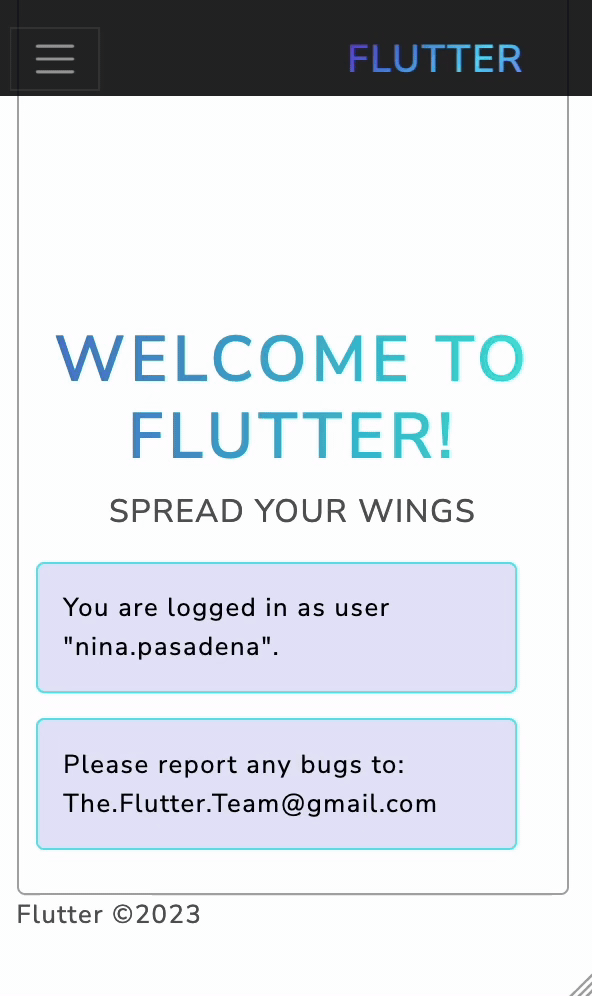 FLUTTER
WELCOME TO
FLUTTER!
SPREAD YOUR WINGS
You are logged in as user
"nina.pasadena".
Please report any bugs to:
The.Flutter.Team@gmail.com
Flutter ©2023